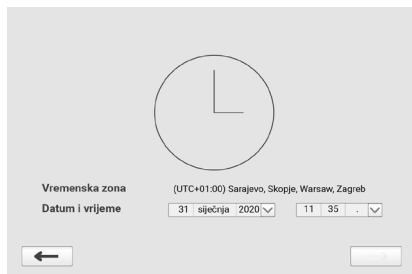 Vremenska zona (UTC+01:00) Sarajevo, Skopje, Warsaw, Zagreb
Datum i vrijeme 31 siječnja 2020 11 35 .